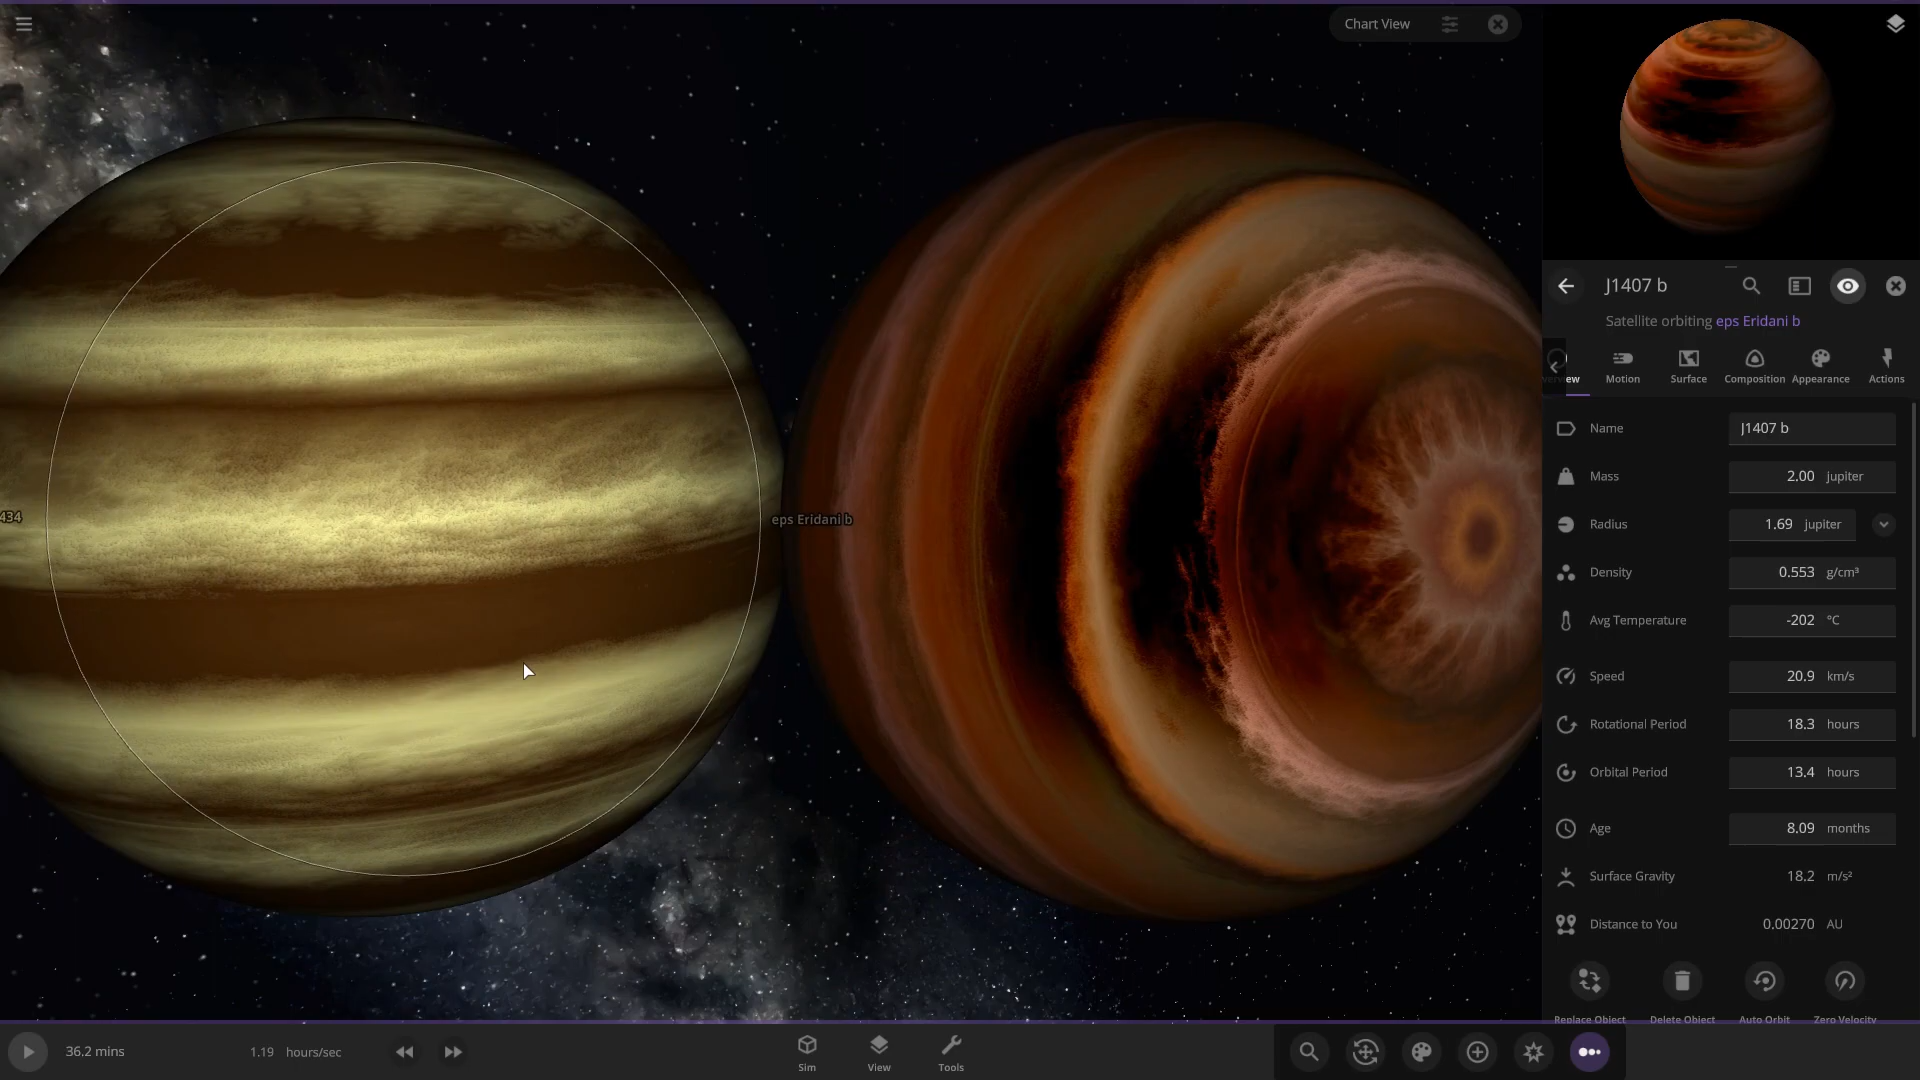 Chart View
J1407 b
Satellite orbiting eps Eridani b
Motion
Surface
Composition
Appearance
Actions
Name J1407 b
Mass 2.00 jupiter
Radius 1.69 jupiter
Density 0.553 g/cm³
Avg Temperature -202 °C
Speed 20.9 km/s
Rotational Period 18.3 hours
Orbital Period 13.4 hours
Age 8.09 months
Surface Gravity 18.2 m/s²
Distance to You 0.00270 AU
Replace Object Delete Object Auto Orbit Zero Velocity
434
eps Eridani b
36.2 mins
1.19 hours/sec
Sim View Tools